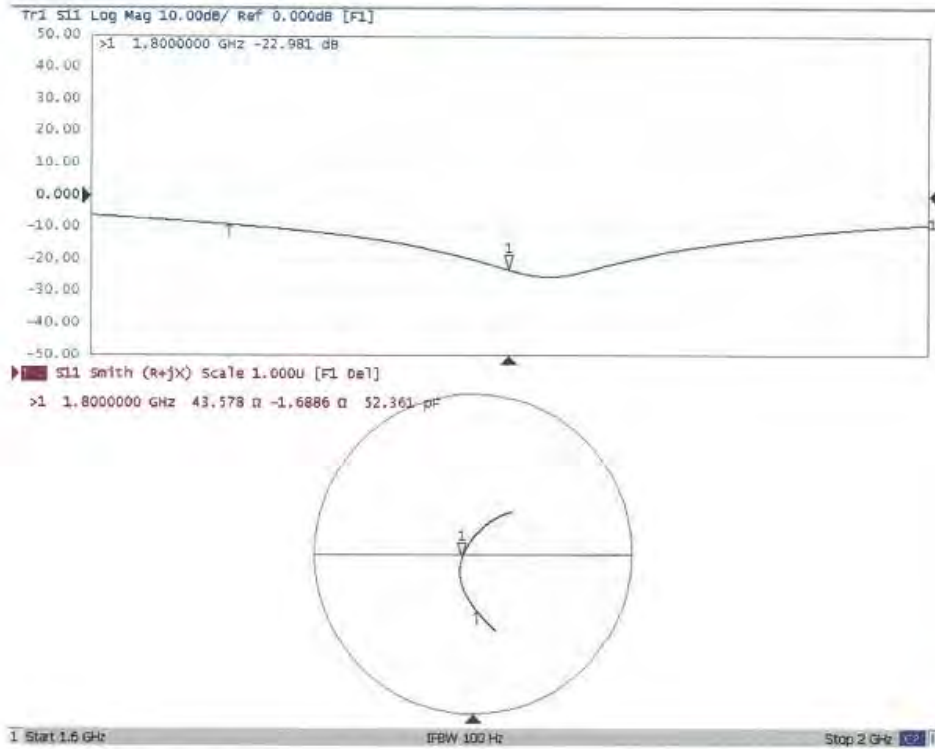 Tr1 S11 Log Mag 10.00dB/ Ref 0.000dB [F1]
50.00
>1 1.8000000 GHz -22.981 dB
40.00
30.00
20.00
10.00
0.000
-10.00
1
-20.00
1
-30.00
-40.00
-50.00
S11 Smith (R+jX) Scale 1.000U [F1 Del]
>1 1.8000000 GHz 43.578 Ω -1.6886 Ω 52.361 pF
1
1 Start 1.6 GHz IFBW 100 Hz Stop 2 GHz